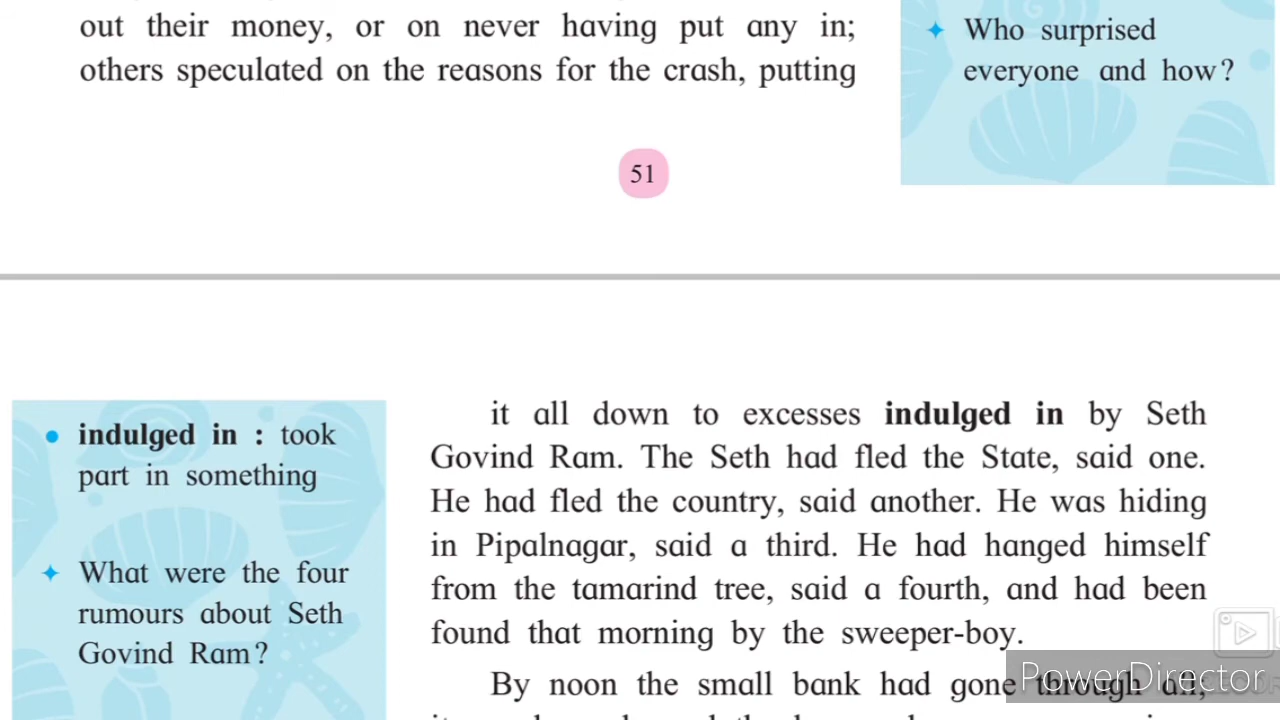 out their money, or on never having put any in;
others speculated on the reasons for the crash, putting
Who surprised
everyone and how?
51
indulged in : took
part in something
What were the four
rumours about Seth
Govind Ram?
it all down to excesses indulged in by Seth
Govind Ram. The Seth had fled the State, said one.
He had fled the country, said another. He was hiding
in Pipalnagar, said a third. He had hanged himself
from the tamarind tree, said a fourth, and had been
found that morning by the sweeper-boy.
By noon the small bank had gone through all,
PowerDirector